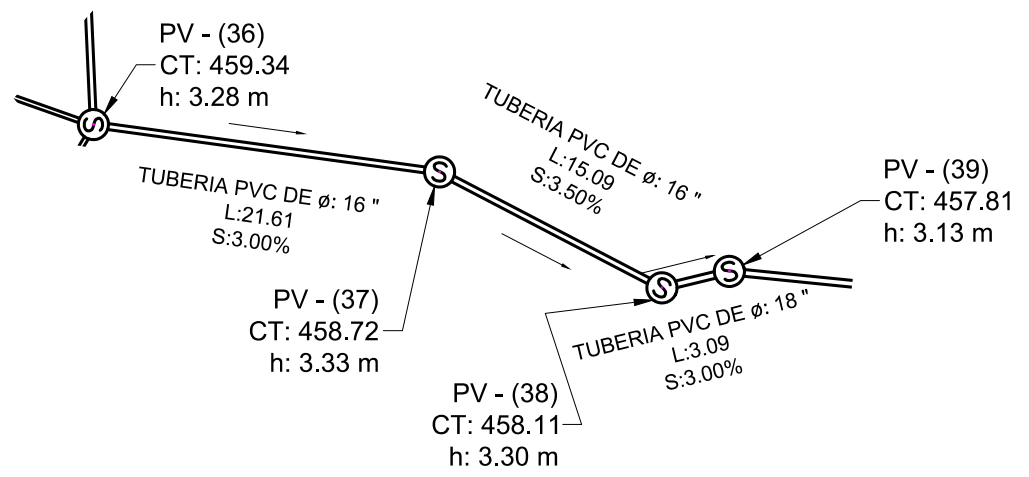 PV - (36)
CT: 459.34
h: 3.28 m
TUBERIA PVC DE ø: 16 "
L:21.61
S:3.00%
TUBERIA PVC DE ø: 16 "
L:15.09
S:3.50%
PV - (39)
CT: 457.81
h: 3.13 m
PV - (37)
CT: 458.72
h: 3.33 m
TUBERIA PVC DE ø: 18 "
L:3.09
S:3.00%
PV - (38)
CT: 458.11
h: 3.30 m
S
S
S
S